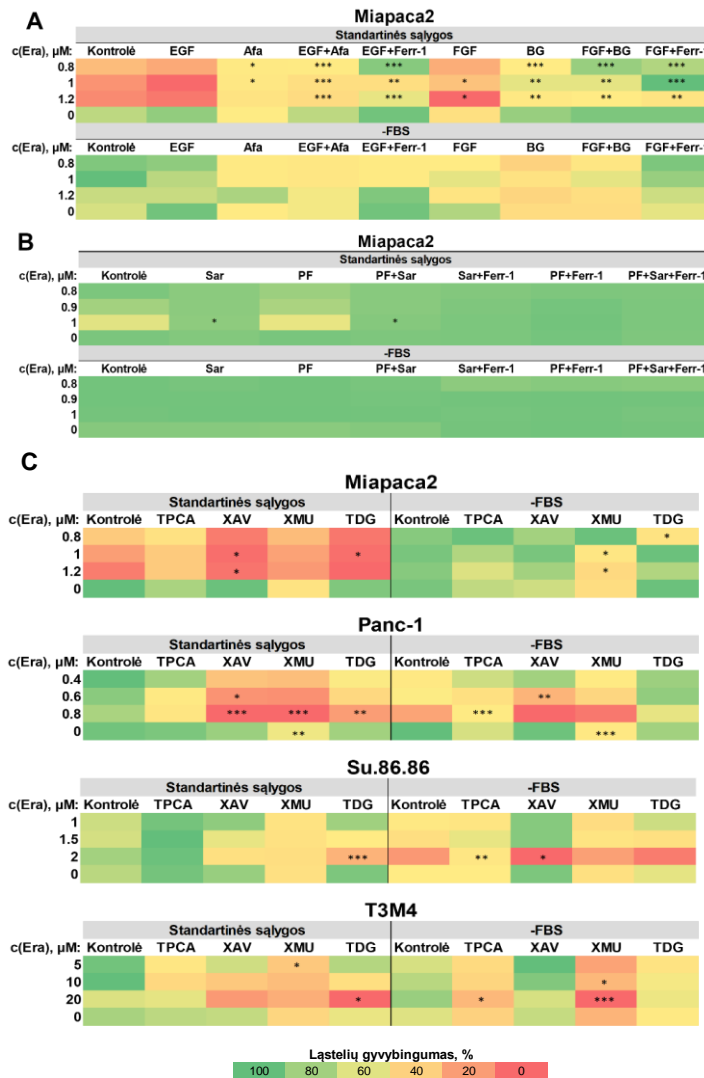 A
Miapaca2
Standartinės sąlygos
c(Era), µM: Kontrolė EGF Afa EGF+Afa EGF+Ferr-1 FGF BG FGF+BG FGF+Ferr-1
0.8 * *** *** *** *** ***
1 * *** ** * ** ** ***
1.2 *** *** * ** ** **
0
-FBS
c(Era), µM: Kontrolė EGF Afa EGF+Afa EGF+Ferr-1 FGF BG FGF+BG FGF+Ferr-1
0.8
1
1.2
0
B
Miapaca2
Standartinės sąlygos
c(Era), µM: Kontrolė Sar PF PF+Sar Sar+Ferr-1 PF+Ferr-1 PF+Sar+Ferr-1
0.8
0.9
1 * *
0
-FBS
c(Era), µM: Kontrolė Sar PF PF+Sar Sar+Ferr-1 PF+Ferr-1 PF+Sar+Ferr-1
0.8
0.9
1
0
C
Miapaca2
Standartinės sąlygos -FBS
c(Era), µM: Kontrolė TPCA XAV XMU TDG Kontrolė TPCA XAV XMU TDG
0.8 *
1 * * *
1.2 * *
0
Panc-1
Standartinės sąlygos -FBS
c(Era), µM: Kontrolė TPCA XAV XMU TDG Kontrolė TPCA XAV XMU TDG
0.4
0.6 * **
0.8 *** *** ** ***
0 ** ***
Su.86.86
Standartinės sąlygos -FBS
c(Era), µM: Kontrolė TPCA XAV XMU TDG Kontrolė TPCA XAV XMU TDG
1
1.5
2 *** ** *
0
T3M4
Standartinės sąlygos -FBS
c(Era), µM: Kontrolė TPCA XAV XMU TDG Kontrolė TPCA XAV XMU TDG
5 *
10 *
20 * * ***
0
Ląstelių gyvybingumas, %
100 80 60 40 20 0